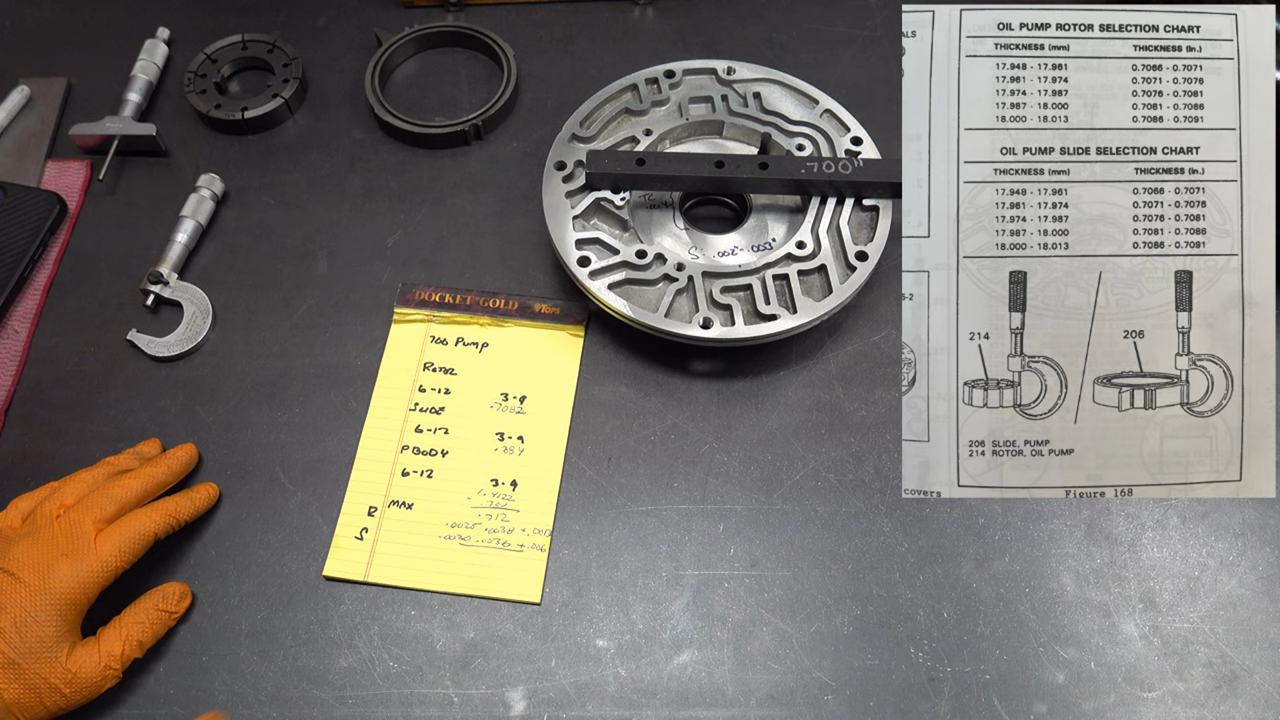 DOCKET GOLD TOPS
700 PUMP
ROTOR
6-12 3-9
SLIDE .7082
6-12 3-9
P BODY .704
6-12 3-9
R MAX
S
.712
.700"
S: .002"-.003"
ALS
OIL PUMP ROTOR SELECTION CHART
THICKNESS (mm) THICKNESS (in.)
17.948 - 17.961 0.7066 - 0.7071
17.961 - 17.974 0.7071 - 0.7076
17.974 - 17.987 0.7076 - 0.7081
17.987 - 18.000 0.7081 - 0.7086
18.000 - 18.013 0.7086 - 0.7091
OIL PUMP SLIDE SELECTION CHART
THICKNESS (mm) THICKNESS (in.)
17.948 - 17.961 0.7066 - 0.7071
17.961 - 17.974 0.7071 - 0.7076
17.974 - 17.987 0.7076 - 0.7081
17.987 - 18.000 0.7081 - 0.7086
18.000 - 18.013 0.7086 - 0.7091
214 206
206 SLIDE, PUMP
214 ROTOR, OIL PUMP
covers Figure 168